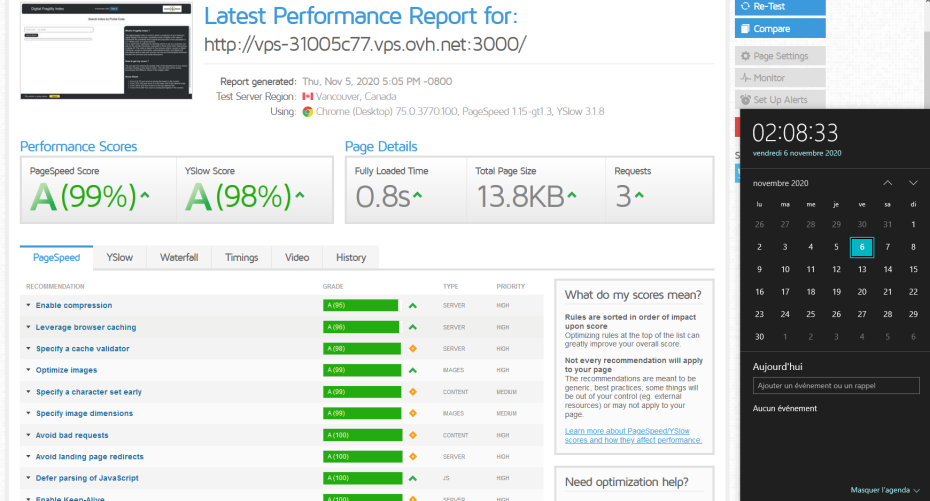 Digital Fragility Index
Search Index by Postal Code
Latest Performance Report for:
http://vps-31005c77.vps.ovh.net:3000/
Report generated: Thu, Nov 5, 2020 5:05 PM -0800
Test Server Region: Vancouver, Canada
Using: Chrome (Desktop) 75.0.3770.100, PageSpeed 1.15-gt1.3, YSlow 3.1.8
Re-Test
Compare
Page Settings
Monitor
Set Up Alerts
Performance Scores
PageSpeed Score
A (99%)
YSlow Score
A (98%)
Page Details
Fully Loaded Time
0.8s
Total Page Size
13.8KB
Requests
3
PageSpeed YSlow Waterfall Timings Video History
RECOMMENDATION GRADE TYPE PRIORITY
Enable compression A (95) SERVER HIGH
Leverage browser caching A (96) SERVER HIGH
Specify a cache validator A (98) SERVER HIGH
Optimize images A (99) IMAGES HIGH
Specify a character set early A (99) CONTENT MEDIUM
Specify image dimensions A (99) IMAGES MEDIUM
Avoid bad requests A (100) CONTENT HIGH
Avoid landing page redirects A (100) SERVER HIGH
Defer parsing of JavaScript A (100) JS HIGH
Enable Keep-Alive A (100) SERVER HIGH
What do my scores mean?
Rules are sorted in order of impact
upon score
Optimizing rules at the top of the list can
greatly improve your overall score.
Not every recommendation will apply
to your page
The recommendations are meant to be
generic, best practices; some things will
be out of your control (eg. external
resources) or may not apply to your
page.
Learn more about PageSpeed/YSlow
scores and how they affect performance.
Need optimization help?
02:08:33
vendredi 6 novembre 2020
novembre 2020
lu ma me je ve sa di
26 27 28 29 30 31 1
2 3 4 5 6 7 8
9 10 11 12 13 14 15
16 17 18 19 20 21 22
23 24 25 26 27 28 29
30 1 2 3 4 5 6
Aujourd'hui
Ajouter un événement ou un rappel
Aucun événement
Masquer l'agenda